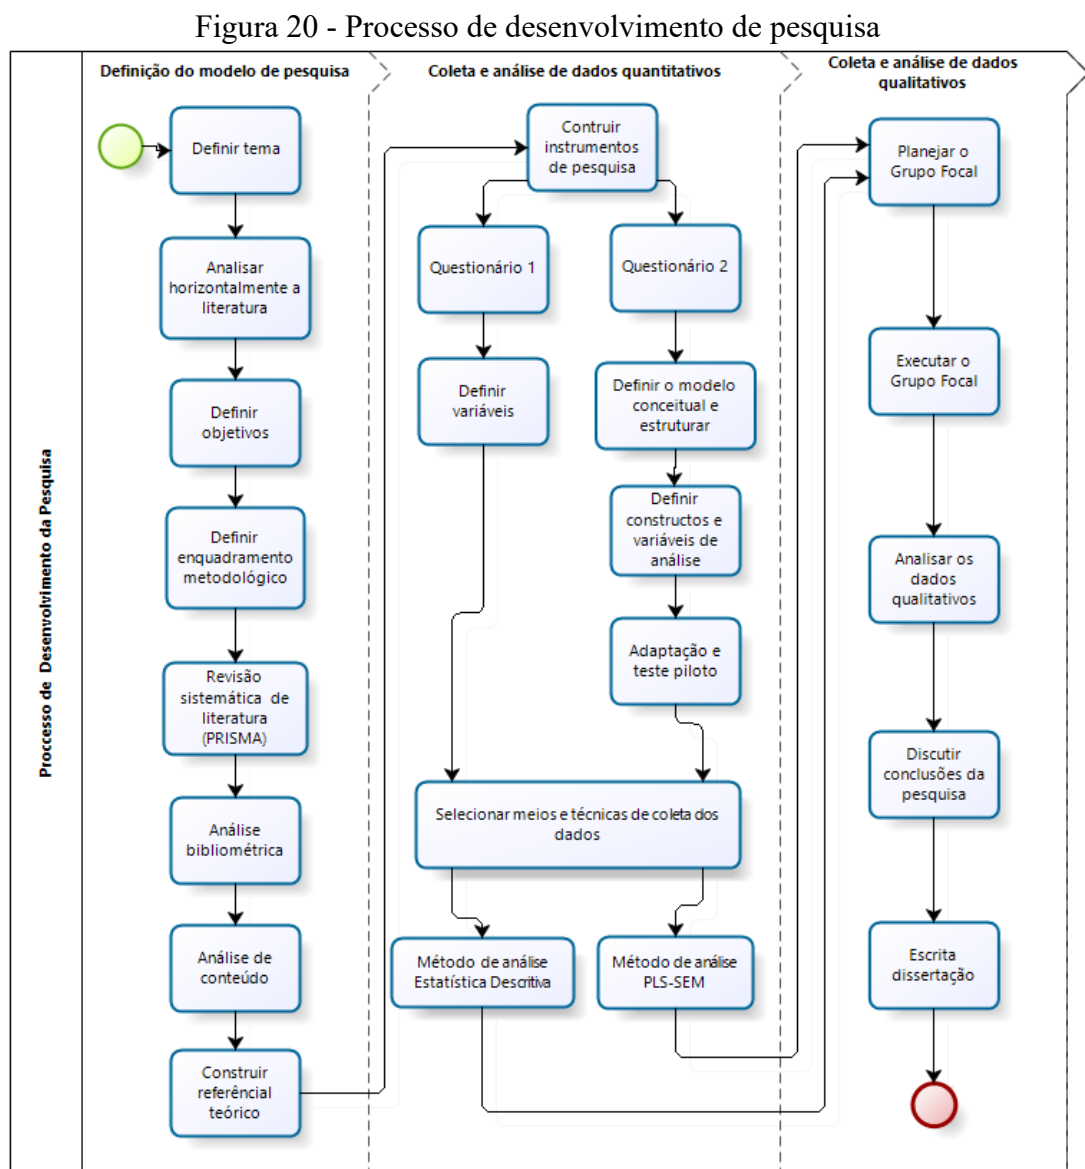 Figura 20 - Processo de desenvolvimento de pesquisa
Proccesso de Desenvolvimento da Pesquisa
Definição do modelo de pesquisa
Definir tema
Analisar
horizontalmente a
literatura
Definir
objetivos
Definir
enquadramento
metodológico
Revisão
sistemática de
literatura
(PRISMA)
Análise
bibliométrica
Análise de
conteúdo
Construir
referêncial
teórico
Coleta e análise de dados quantitativos
Contruir
instrumentos
de pesquisa
Questionário 1
Questionário 2
Definir
variáveis
Definir o modelo
conceitual e
estruturar
Definir
constructos e
variáveis de
análise
Adaptação e
teste piloto
Selecionar meios e técnicas de coleta dos
dados
Método de análise
Estatística Descritiva
Método de análise
PLS-SEM
Coleta e análise de dados
qualitativos
Planejar o
Grupo Focal
Executar o
Grupo Focal
Analisar os
dados
qualitativos
Discutir
conclusões da
pesquisa
Escrita
dissertação